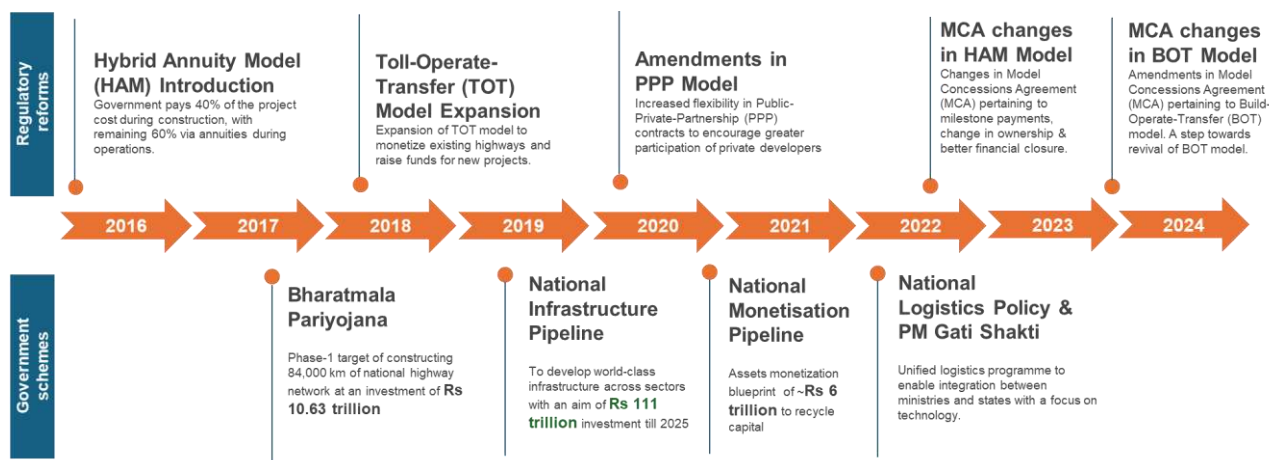 Regulatory
reforms
Hybrid Annuity Model
(HAM) Introduction
Government pays 40% of the project
cost during construction, with
remaining 60% via annuities during
operations.
Toll-Operate-
Transfer (TOT)
Model Expansion
Expansion of TOT model to
monetize existing highways and
raise funds for new projects.
Amendments in
PPP Model
Increased flexibility in Public-
Private-Partnership (PPP)
contracts to encourage greater
participation of private developers
MCA changes
in HAM Model
Changes in Model
Concessions Agreement
(MCA) pertaining to
milestone payments,
change in ownership &
better financial closure.
MCA changes
in BOT Model
Amendments in Model
Concessions Agreement
(MCA) pertaining to Build-
Operate-Transfer (BOT)
model. A step towards
revival of BOT model.
2016
2017
2018
2019
2020
2021
2022
2023
2024
Government
schemes
Bharatmala
Pariyojana
Phase-1 target of constructing
84,000 km of national highway
network at an investment of Rs
10.63 trillion
National
Infrastructure
Pipeline
To develop world-class
infrastructure across sectors
with an aim of Rs 111
trillion investment till 2025
National
Monetisation
Pipeline
Assets monetization
blueprint of ~Rs 6
trillion to recycle
capital
National
Logistics Policy &
PM Gati Shakti
Unified logistics programme to
enable integration between
ministries and states with a focus on
technology.